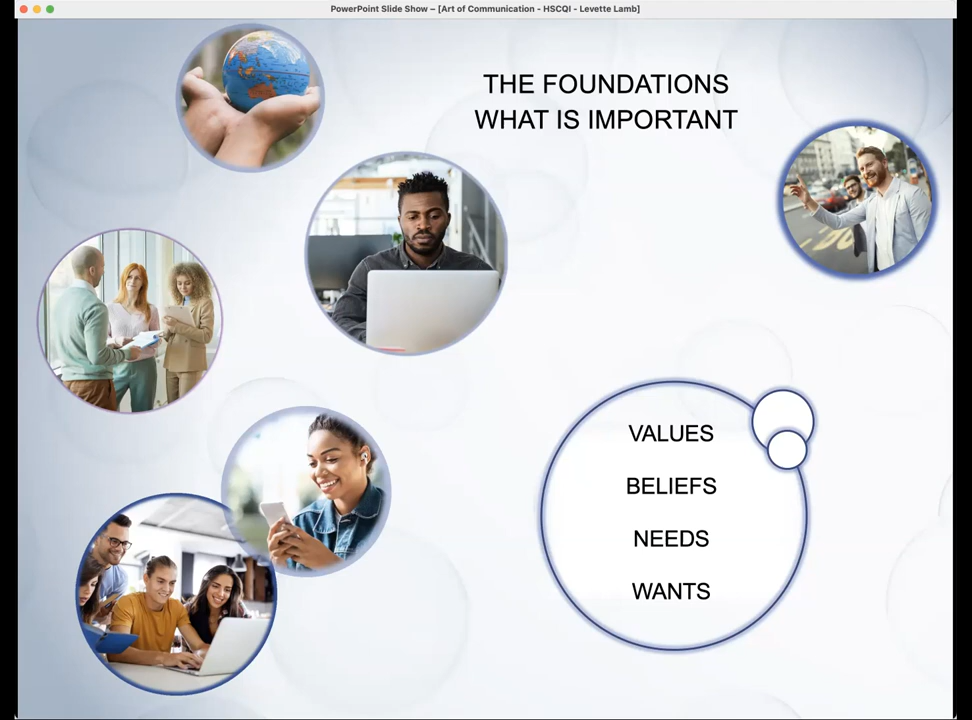 PowerPoint Slide Show – [Art of Communication - HSCQI - Levette Lamb]
THE FOUNDATIONS
WHAT IS IMPORTANT
VALUES
BELIEFS
NEEDS
WANTS